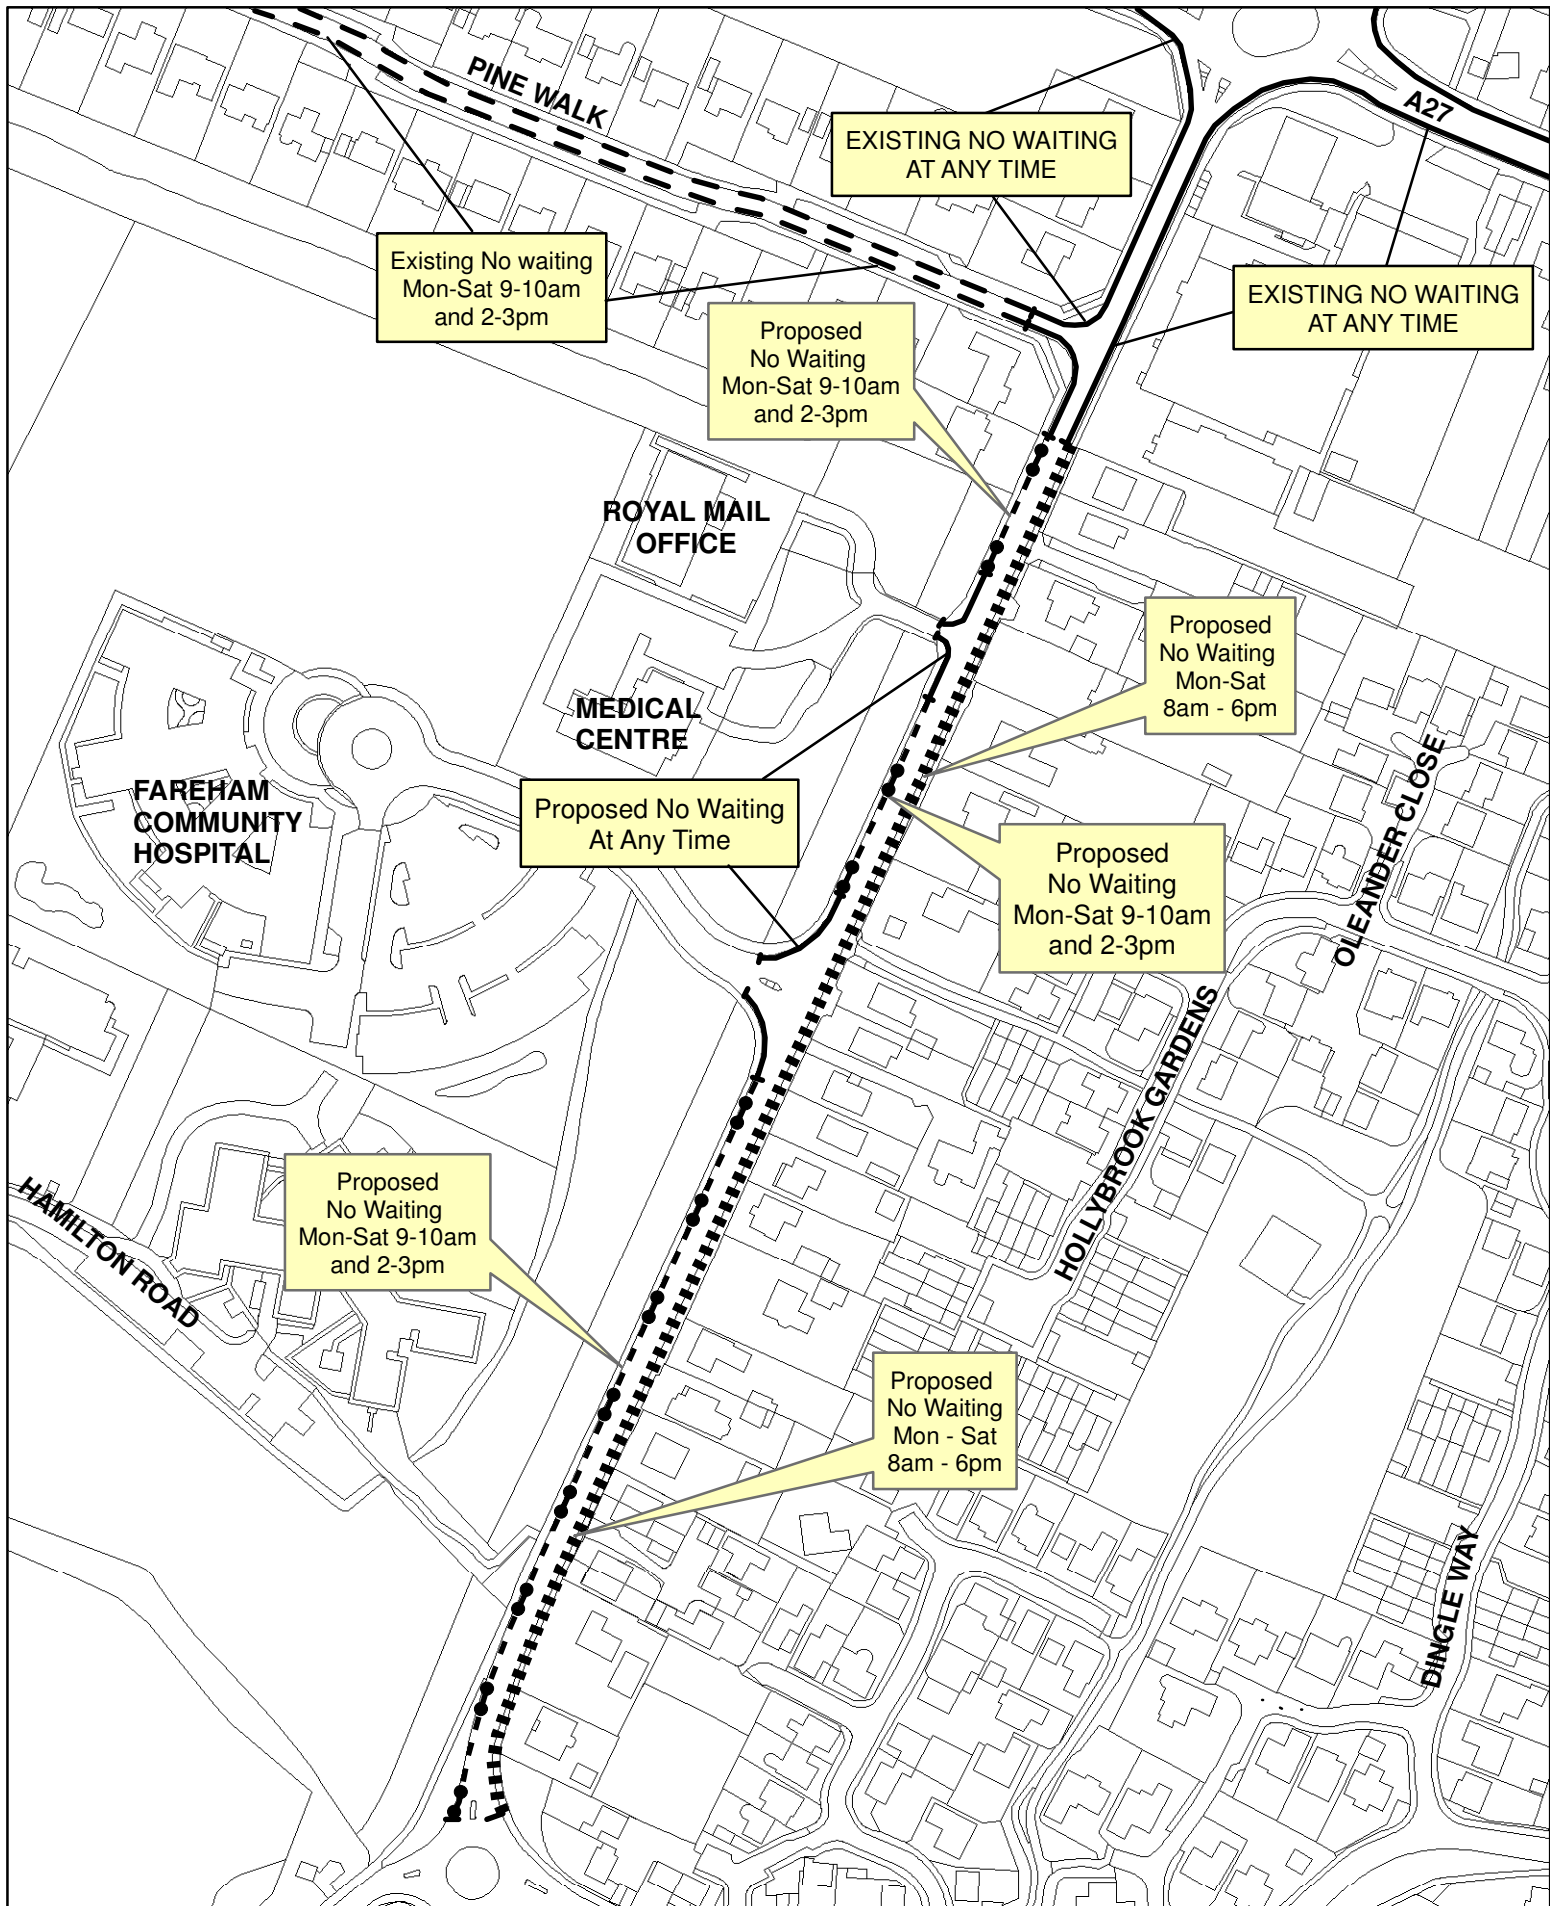 PINE WALK
A27
EXISTING NO WAITING
AT ANY TIME
Existing No waiting
Mon-Sat 9-10am
and 2-3pm
EXISTING NO WAITING
AT ANY TIME
Proposed
No Waiting
Mon-Sat 9-10am
and 2-3pm
ROYAL MAIL
OFFICE
Proposed
No Waiting
Mon-Sat
8am - 6pm
MEDICAL
CENTRE
FAREHAM
COMMUNITY
HOSPITAL
Proposed No Waiting
At Any Time
OLEANDER CLOSE
Proposed
No Waiting
Mon-Sat 9-10am
and 2-3pm
HOLLYBROOK GARDENS
HAMILTON ROAD
Proposed
No Waiting
Mon-Sat 9-10am
and 2-3pm
Proposed
No Waiting
Mon - Sat
8am - 6pm
DINGLE WAY